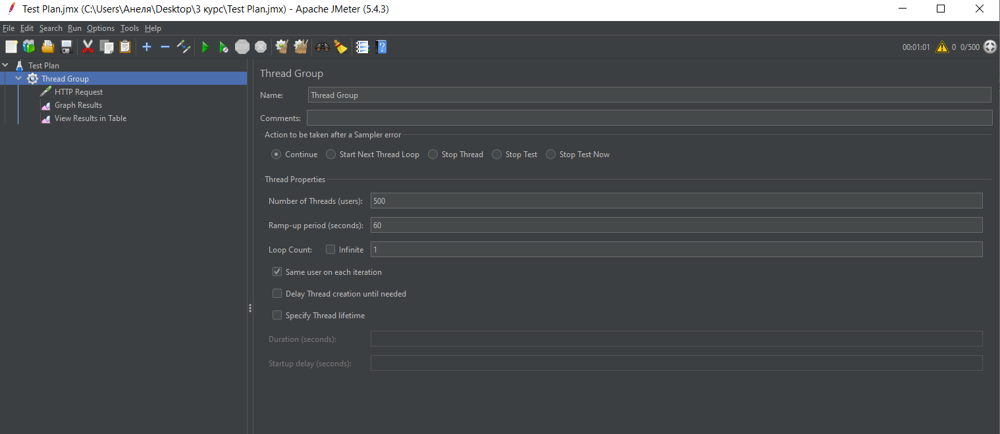 Test Plan.jmx (C:\Users\Анеля\Desktop\3 курс\Test Plan.jmx) - Apache JMeter (5.4.3)
File Edit Search Run Options Tools Help
00:01:01 0 0/500
Test Plan
Thread Group
HTTP Request
Graph Results
View Results in Table
Thread Group
Name: Thread Group
Comments:
Action to be taken after a Sampler error
Continue Start Next Thread Loop Stop Thread Stop Test Stop Test Now
Thread Properties
Number of Threads (users): 500
Ramp-up period (seconds): 60
Loop Count: Infinite 1
Same user on each iteration
Delay Thread creation until needed
Specify Thread lifetime
Duration (seconds):
Startup delay (seconds):